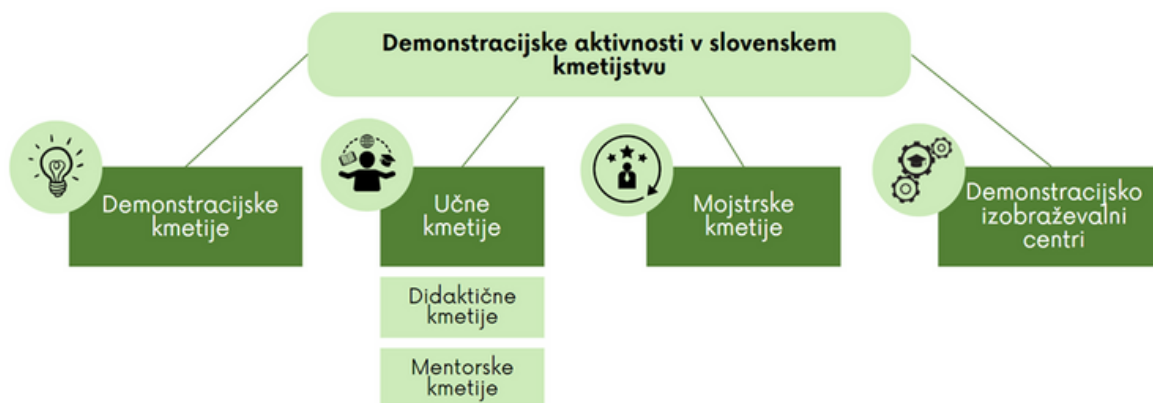 Demonstracijske aktivnosti v slovenskem
kmetijstvu
Demonstracijske
kmetije
Učne
kmetije
Didaktične
kmetije
Mentorske
kmetije
Mojstrske
kmetije
Demonstracijsko
izobraževalni
centri